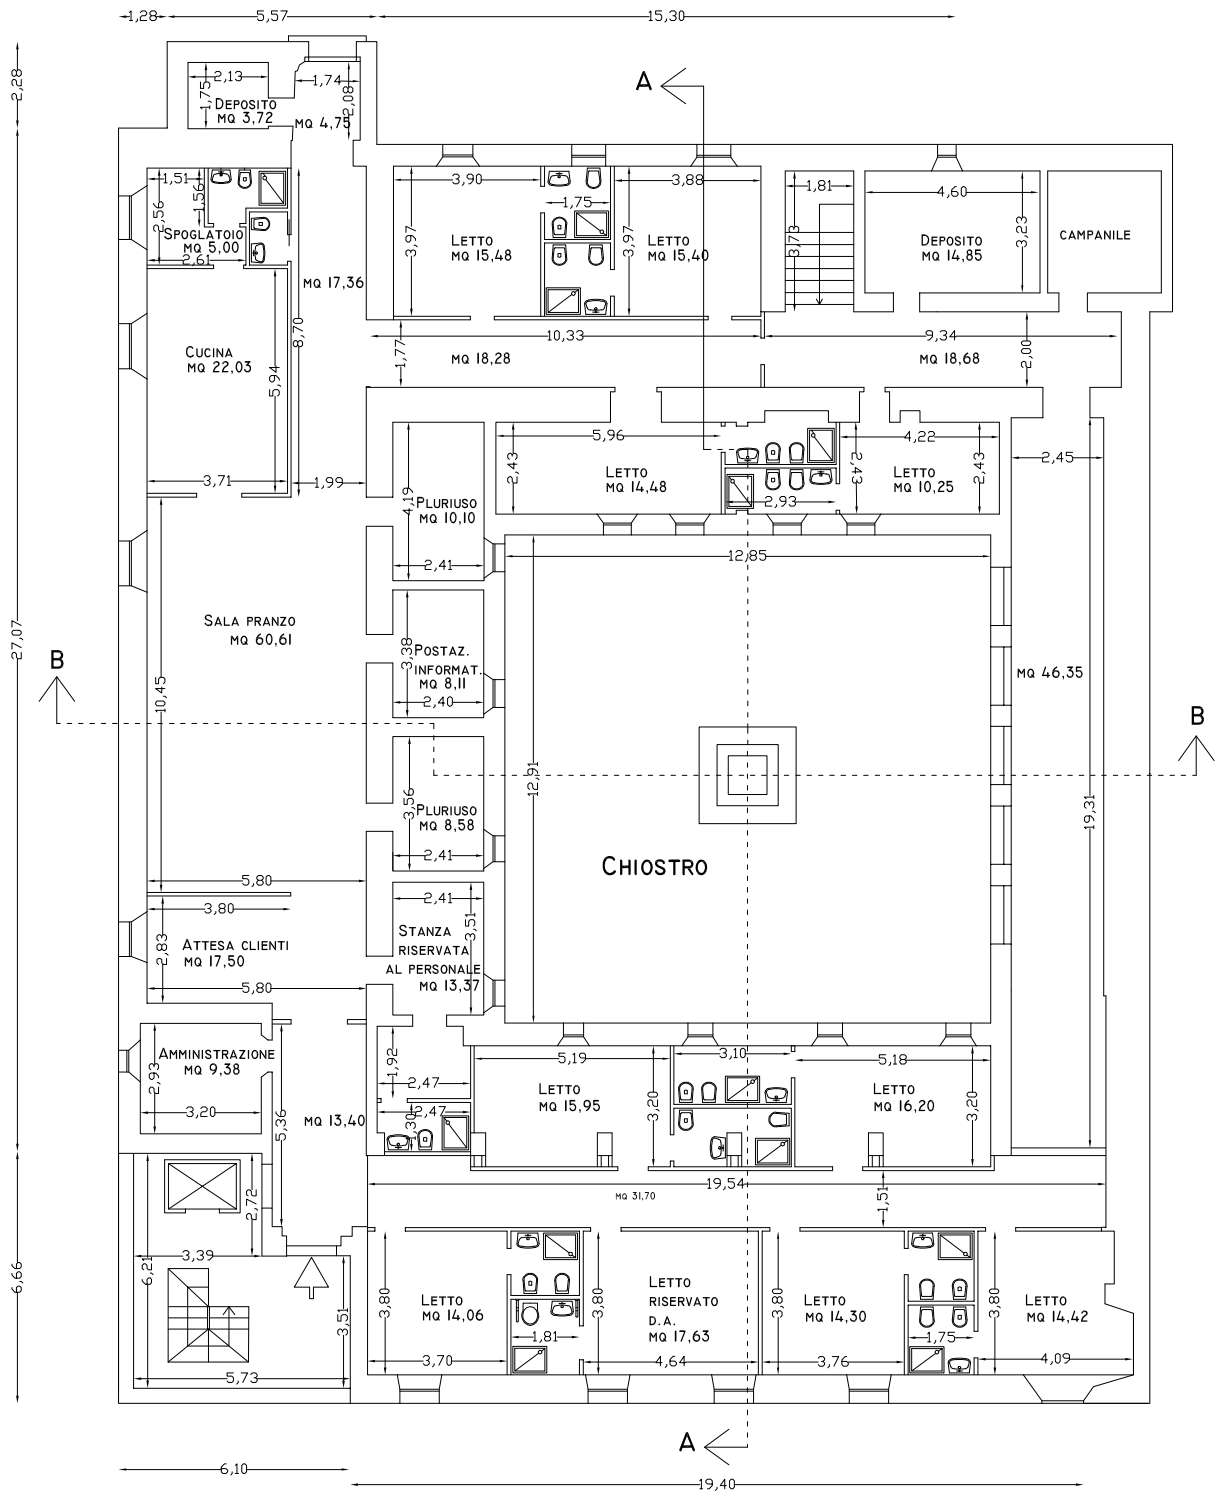 1,28
5,57
15,30
2,28
2,13
1,75
DEPOSITO
MQ 3,72
1,74
2,08
MQ 4,75
A
1,51
1,56
2,56
SPOGLATOIO
MQ 5,00
2,61
3,90
3,97
LETTO
MQ 15,48
1,75
3,88
3,97
LETTO
MQ 15,40
1,81
3,73
4,60
3,23
DEPOSITO
MQ 14,85
CAMPANILE
MQ 17,36
8,70
CUCINA
MQ 22,03
5,94
3,71
1,99
10,33
1,77
MQ 18,28
9,34
MQ 18,68
2,00
5,96
2,43
LETTO
MQ 14,48
2,93
2,43
4,22
2,43
LETTO
MQ 10,25
2,45
4,19
PLURIUSO
MQ 10,10
2,41
12,85
27,07
SALA PRANZO
MQ 60,61
10,45
3,38
POSTAZ.
INFORMAT.
MQ 8,11
2,40
B
B
MQ 46,35
12,91
19,31
3,56
PLURIUSO
MQ 8,58
2,41
CHIOSTRO
5,80
3,80
2,83
ATTESA CLIENTI
MQ 17,50
5,80
2,41
3,51
STANZA
RISERVATA
AL PERSONALE
MQ 13,37
AMMINISTRAZIONE
MQ 9,38
2,93
3,20
5,36
MQ 13,40
1,92
2,47
2,47
1,30
5,19
LETTO
MQ 15,95
3,20
3,10
5,18
LETTO
MQ 16,20
3,20
19,54
MQ 31,70
1,51
2,72
3,39
6,21
6,66
3,51
5,73
3,80
LETTO
MQ 14,06
3,70
1,81
3,80
LETTO
RISERVATO
D.A.
MQ 17,63
4,64
3,80
LETTO
MQ 14,30
3,76
1,75
3,80
LETTO
MQ 14,42
4,09
A
6,10
19,40